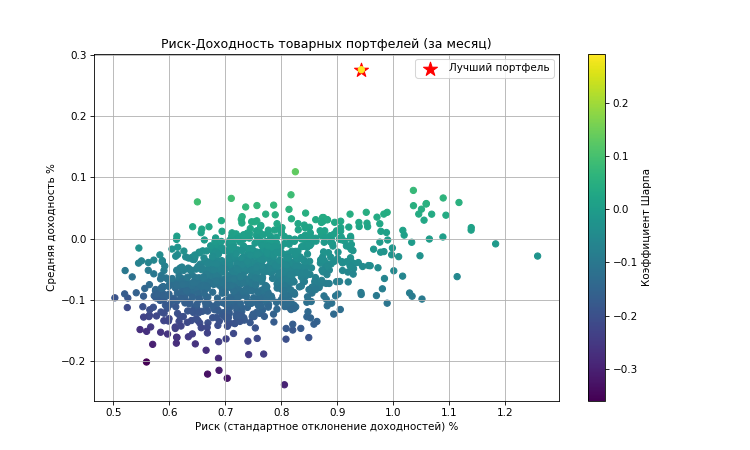 Риск-Доходность товарных портфелей (за месяц)
Лучший портфель
Средняя доходность %
0.3
0.2
0.1
0.0
−0.1
−0.2
0.5 0.6 0.7 0.8 0.9 1.0 1.1 1.2
Риск (стандартное отклонение доходностей) %
0.2
0.1
0.0
−0.1
−0.2
−0.3
Коэффициент Шарпа